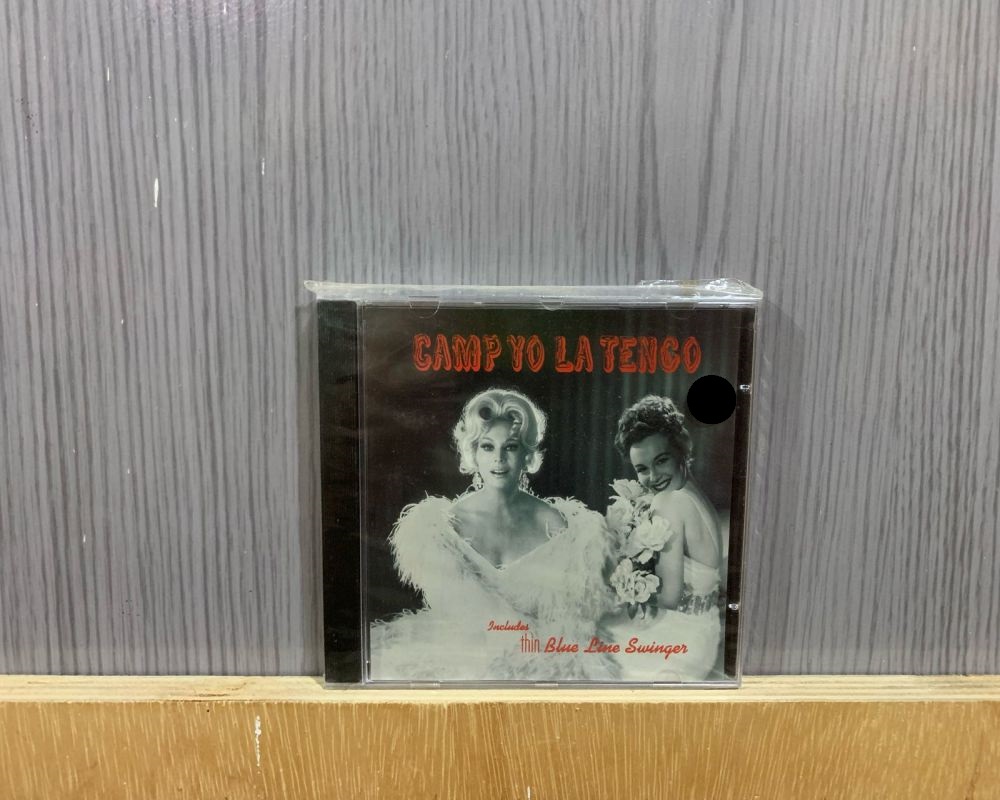 CAMP YO LA TENGO
Includes
thin Blue Line Swinger